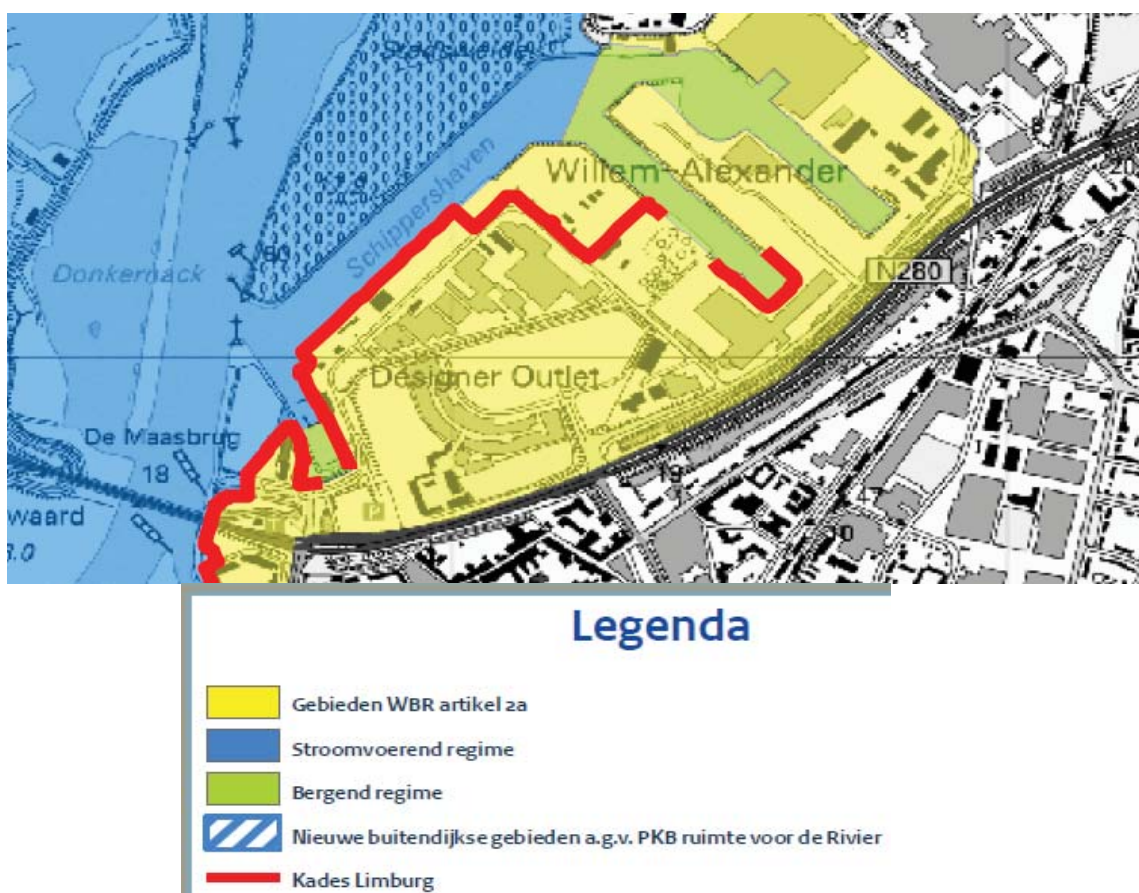 Willem-Alexander
Schippershaven
Donkernack
N280
Designer Outlet
De Maasbrug
18
waard
Legenda
Gebieden WBR artikel 2a
Stroomvoerend regime
Bergend regime
Nieuwe buitendijkse gebieden a.g.v. PKB ruimte voor de Rivier
Kades Limburg